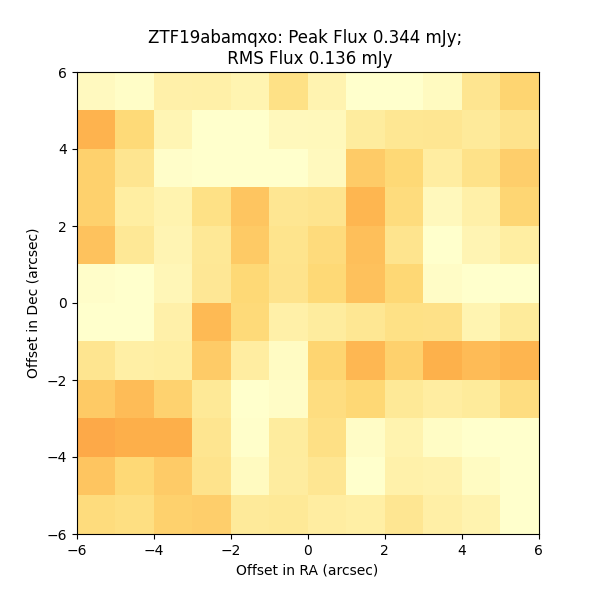 ZTF19abamqxo: Peak Flux 0.344 mJy;
RMS Flux 0.136 mJy
6
4
2
0
−2
−4
−6
Offset in Dec (arcsec)
−6 −4 −2 0 2 4 6
Offset in RA (arcsec)